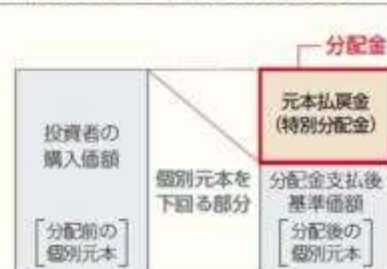 分配金
元本払戻金
(特別分配金)
投資者の
購入価額
個別元本を
下回る部分
分配金支払後
基準価額
分配前の
個別元本
分配後の
個別元本